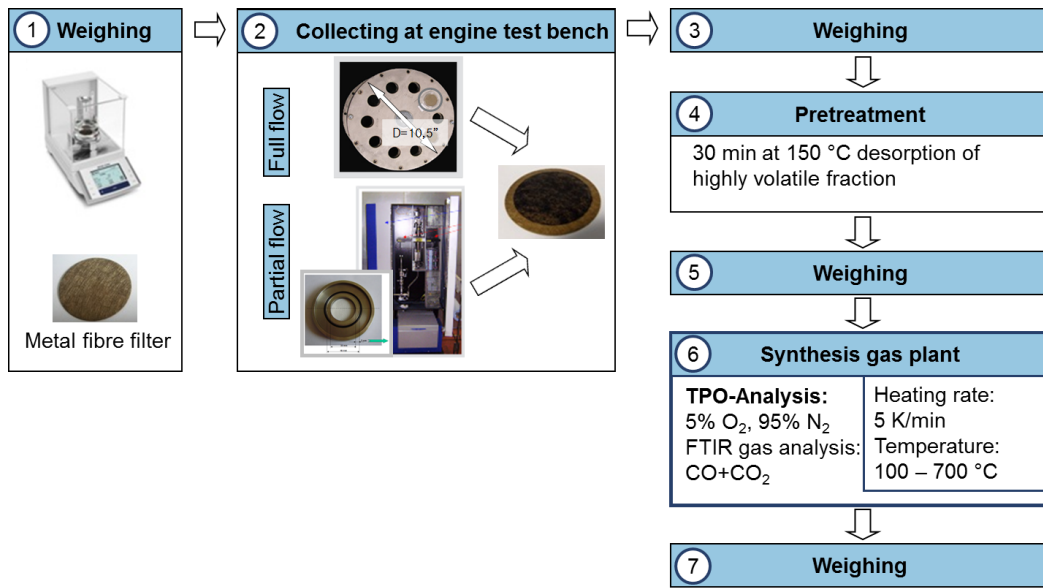 1 Weighing
Metal fibre filter
2 Collecting at engine test bench
Full flow
D=10,5”
Partial flow
3 Weighing
4 Pretreatment
30 min at 150 °C desorption of
highly volatile fraction
5 Weighing
6 Synthesis gas plant
TPO-Analysis:
5% O₂, 95% N₂
FTIR gas analysis:
CO+CO₂
Heating rate:
5 K/min
Temperature:
100 – 700 °C
7 Weighing